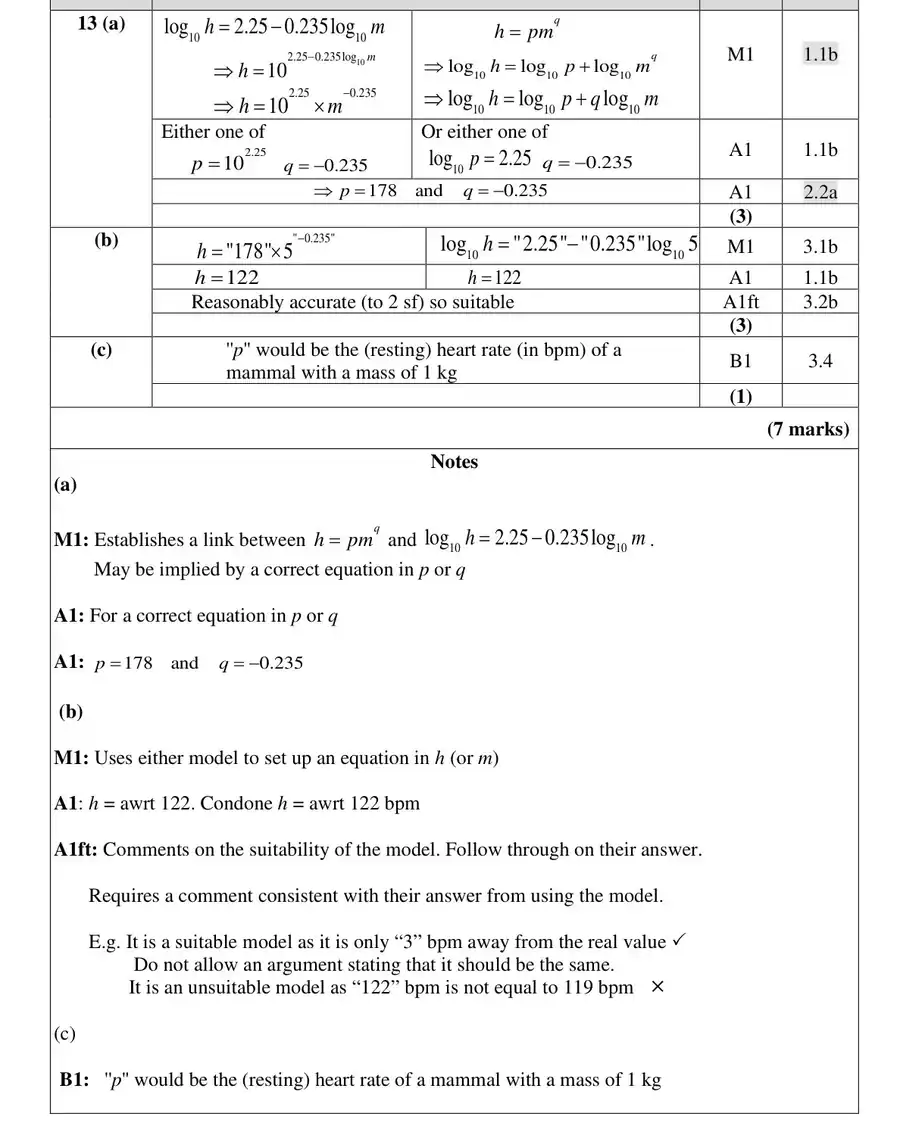 13 (a) log₁₀ h = 2.25 − 0.235 log₁₀ m h = pm^q M1 1.1b
⇒ h = 10^(2.25−0.235 log₁₀ m) ⇒ log₁₀ h = log₁₀ p + log₁₀ m^q
⇒ h = 10^2.25 × m^−0.235 ⇒ log₁₀ h = log₁₀ p + q log₁₀ m
Either one of Or either one of
p = 10^2.25 q = −0.235 log₁₀ p = 2.25 q = −0.235 A1 1.1b
⇒ p = 178 and q = −0.235 A1 2.2a
(3)
(b) h = "178" × 5^"−0.235" log₁₀ h = "2.25" − "0.235" log₁₀ 5 M1 3.1b
h = 122 h = 122 A1 1.1b
Reasonably accurate (to 2 sf) so suitable A1ft 3.2b
(3)
(c) "p" would be the (resting) heart rate (in bpm) of a
mammal with a mass of 1 kg B1 3.4
(1)
(7 marks)
Notes
(a)
M1: Establishes a link between h = pm^q and log₁₀ h = 2.25 − 0.235 log₁₀ m .
May be implied by a correct equation in p or q
A1: For a correct equation in p or q
A1: p = 178 and q = −0.235
(b)
M1: Uses either model to set up an equation in h (or m)
A1: h = awrt 122. Condone h = awrt 122 bpm
A1ft: Comments on the suitability of the model. Follow through on their answer.
Requires a comment consistent with their answer from using the model.
E.g. It is a suitable model as it is only “3” bpm away from the real value ✓
Do not allow an argument stating that it should be the same.
It is an unsuitable model as “122” bpm is not equal to 119 bpm ×
(c)
B1: "p" would be the (resting) heart rate of a mammal with a mass of 1 kg